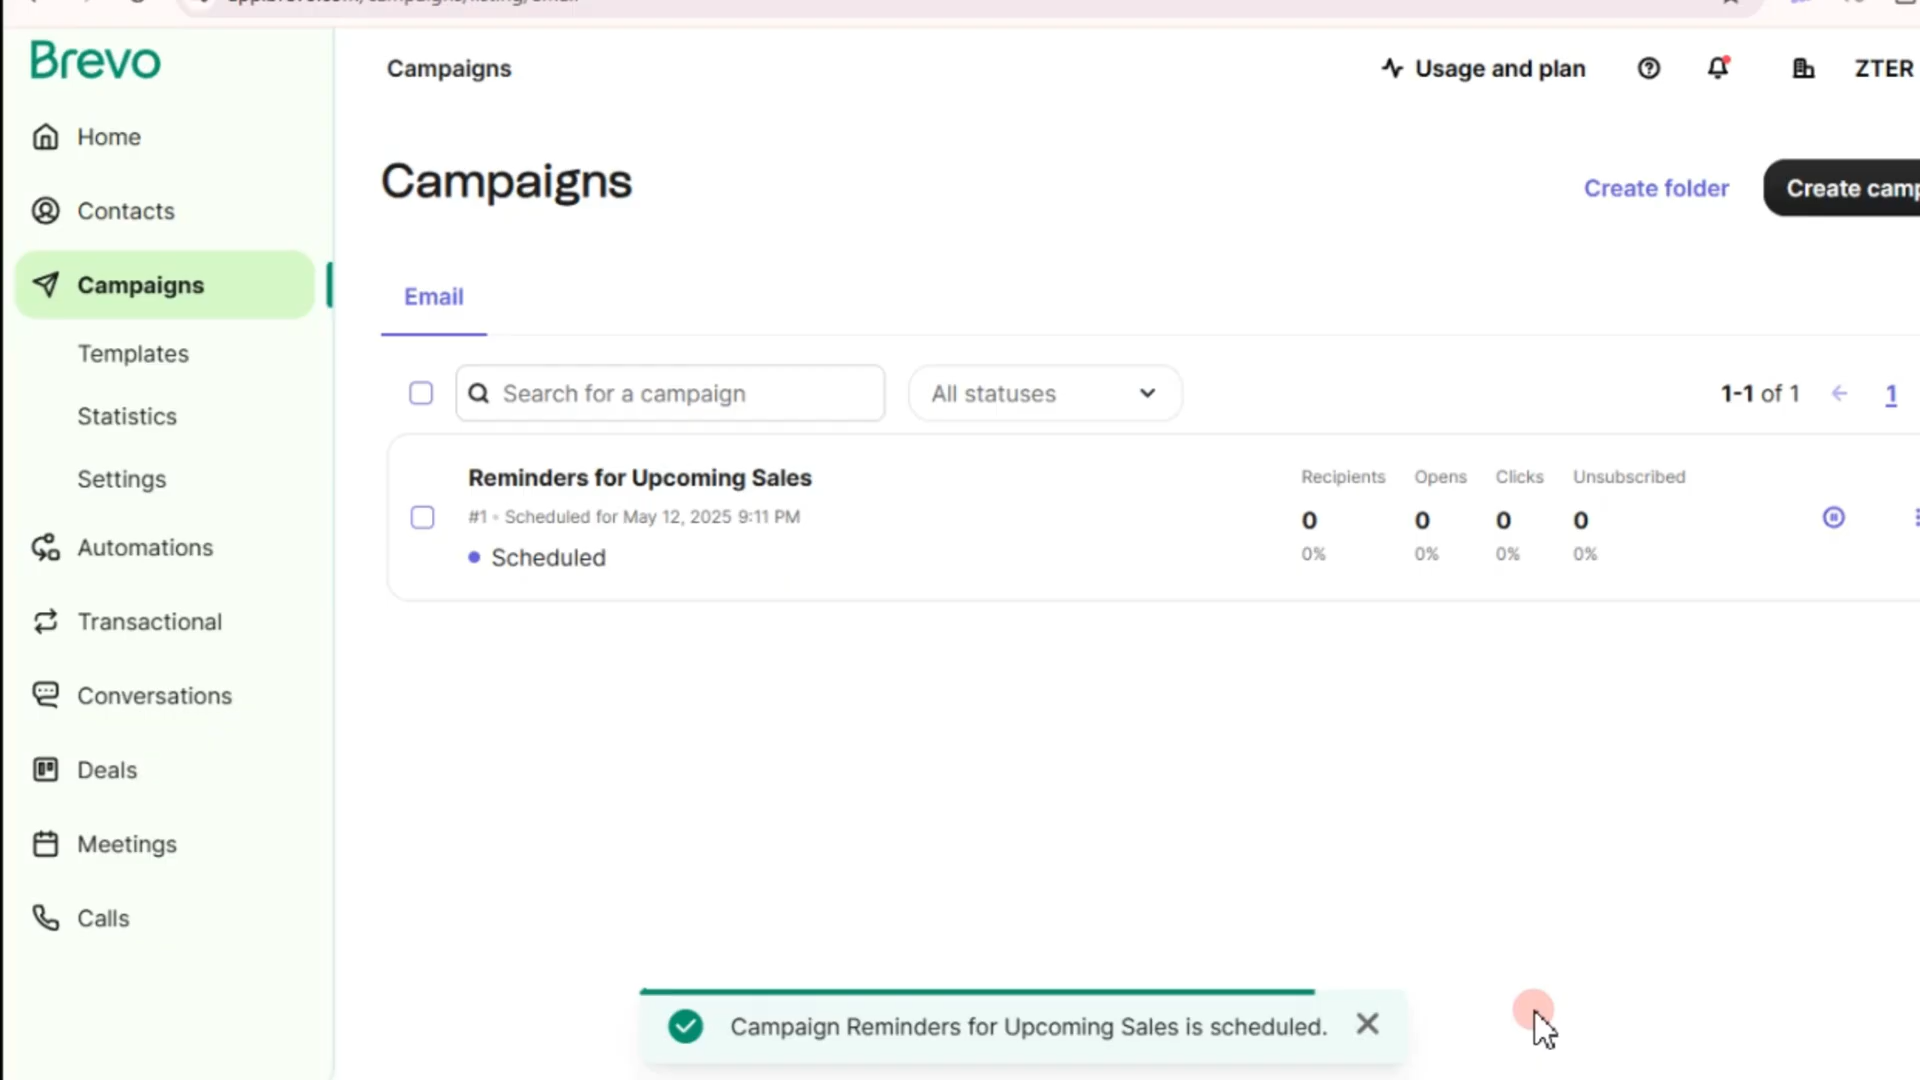 Brevo
Campaigns
Usage and plan
ZTER
Home
Contacts
Campaigns
Templates
Statistics
Settings
Automations
Transactional
Conversations
Deals
Meetings
Calls
Campaigns
Create folder
Create camp
Email
Search for a campaign
All statuses
1-1 of 1
1
Reminders for Upcoming Sales
#1 • Scheduled for May 12, 2025 9:11 PM
Scheduled
Recipients Opens Clicks Unsubscribed
0 0 0 0
0% 0% 0% 0%
Campaign Reminders for Upcoming Sales is scheduled.